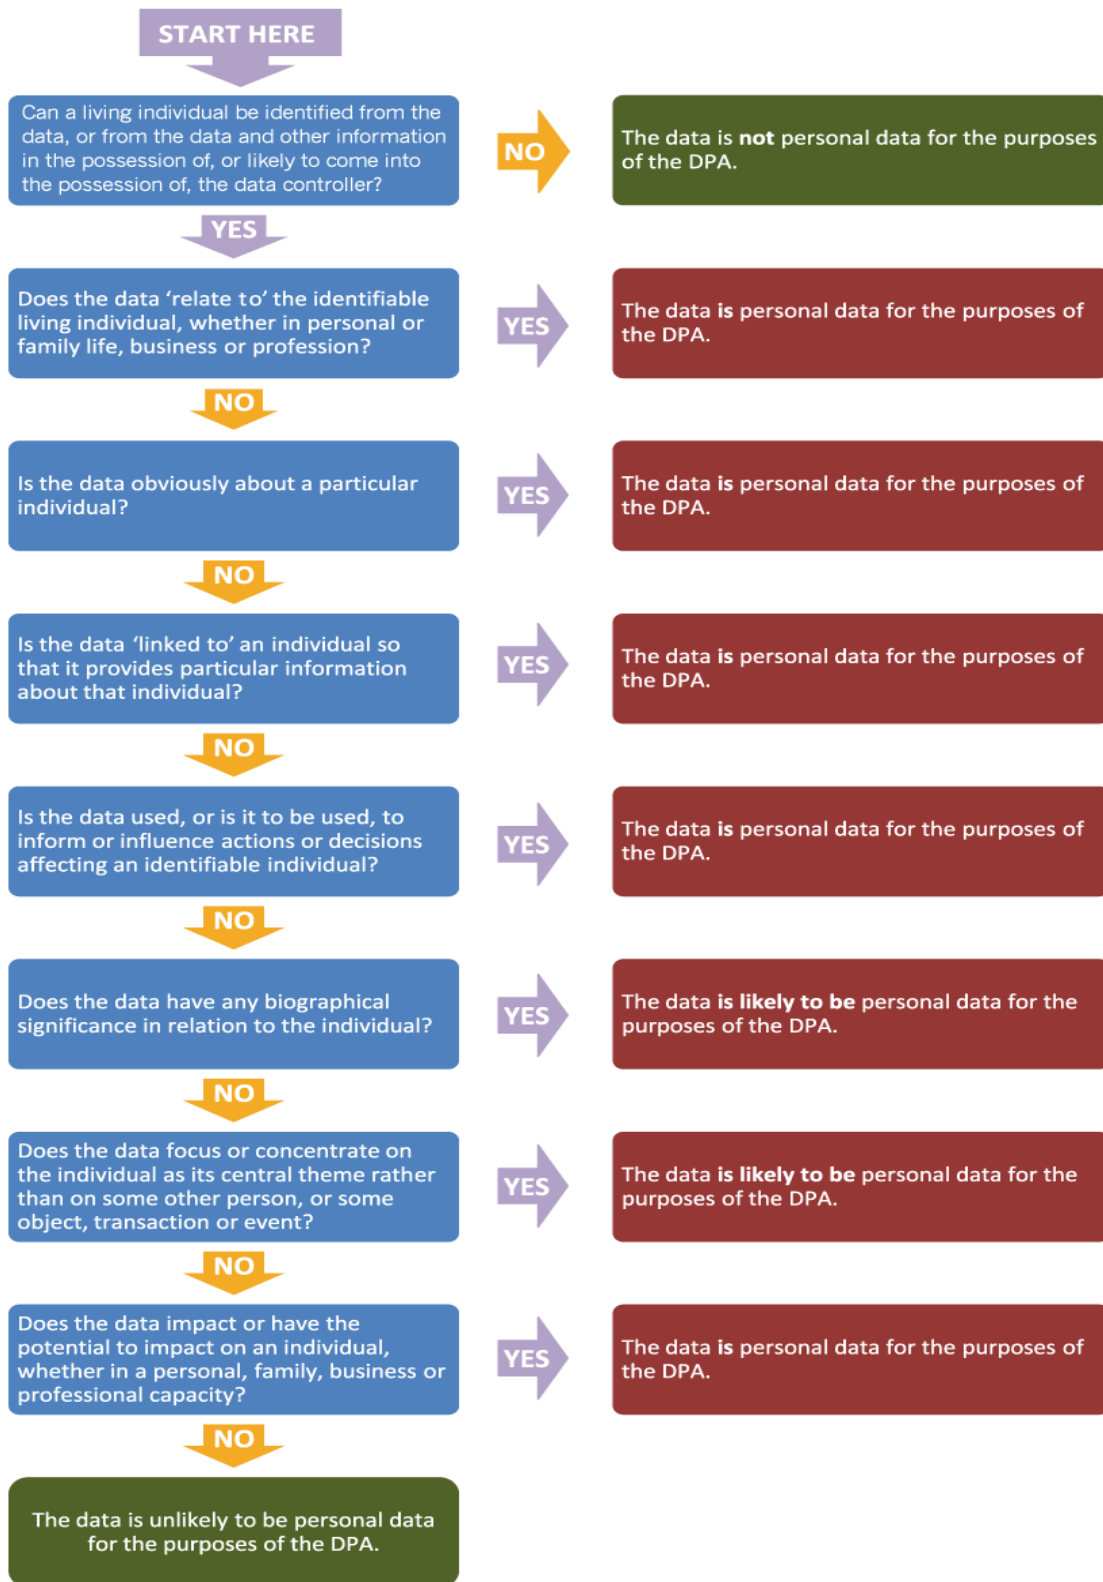 START HERE
Can a living individual be identified from the
data, or from the data and other information
in the possession of, or likely to come into
the possession of, the data controller?
NO
The data is not personal data for the purposes
of the DPA.
YES
Does the data ‘relate to’ the identifiable
living individual, whether in personal or
family life, business or profession?
YES
The data is personal data for the purposes of
the DPA.
NO
Is the data obviously about a particular
individual?
YES
The data is personal data for the purposes of
the DPA.
NO
Is the data ‘linked to’ an individual so
that it provides particular information
about that individual?
YES
The data is personal data for the purposes of
the DPA.
NO
Is the data used, or is it to be used, to
inform or influence actions or decisions
affecting an identifiable individual?
YES
The data is personal data for the purposes of
the DPA.
NO
Does the data have any biographical
significance in relation to the individual?
YES
The data is likely to be personal data for the
purposes of the DPA.
NO
Does the data focus or concentrate on
the individual as its central theme rather
than on some other person, or some
object, transaction or event?
YES
The data is likely to be personal data for the
purposes of the DPA.
NO
Does the data impact or have the
potential to impact on an individual,
whether in a personal, family, business or
professional capacity?
YES
The data is personal data for the purposes of
the DPA.
NO
The data is unlikely to be personal data
for the purposes of the DPA.